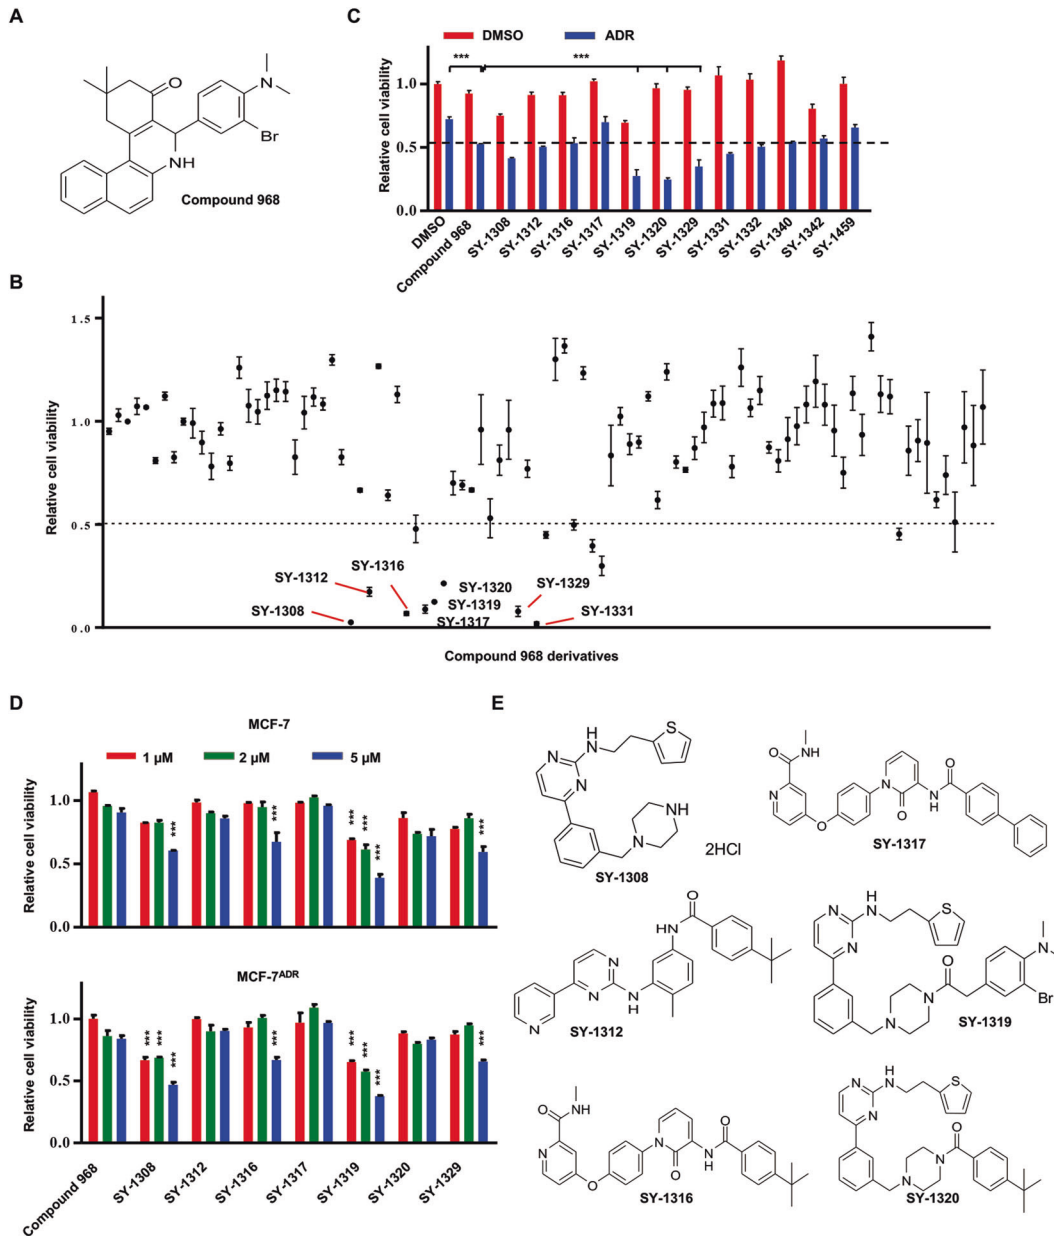 A
O
N
Br
NH
Compound 968
C
DMSO
ADR
***
***
Relative cell viability
1.0
0.5
0.0
DMSO
Compound 968
SY-1308
SY-1312
SY-1316
SY-1317
SY-1319
SY-1320
SY-1329
SY-1331
SY-1332
SY-1340
SY-1342
SY-1459
B
Relative cell viability
1.5
1.0
0.5
0.0
SY-1312
SY-1316
SY-1308
SY-1320
SY-1319
SY-1317
SY-1329
SY-1331
Compound 968 derivatives
D
MCF-7
1 μM
2 μM
5 μM
Relative cell viability
1.0
0.5
0.0
***
***
***
***
***
***
MCF-7ADR
Relative cell viability
1.0
0.5
0.0
***
***
***
***
***
***
***
***
Compound 968
SY-1308
SY-1312
SY-1316
SY-1317
SY-1319
SY-1320
SY-1329
E
H
N
S
N
N
NH
N
2HCl
SY-1308
O
NH
N
O
N
O
N
H
O
SY-1317
O
HN
N
N
N
H
N
SY-1312
N
H
N
S
N
O
N
N
N
Br
SY-1319
O
NH
N
O
N
O
N
H
O
SY-1316
N
H
N
S
N
O
N
N
SY-1320